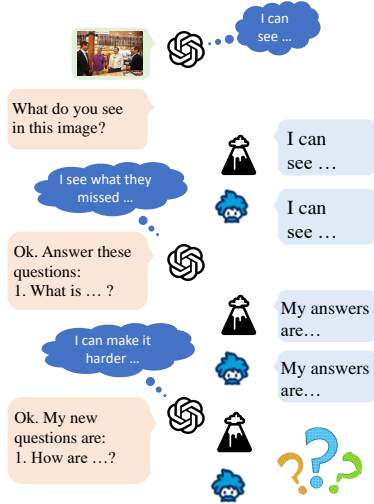 I can
see …
What do you see
in this image?
I can
see …
I see what they
missed …
I can
see …
Ok. Answer these
questions:
1. What is … ?
My answers
are…
I can make it
harder …
My answers
are…
Ok. My new
questions are:
1. How are …?
???